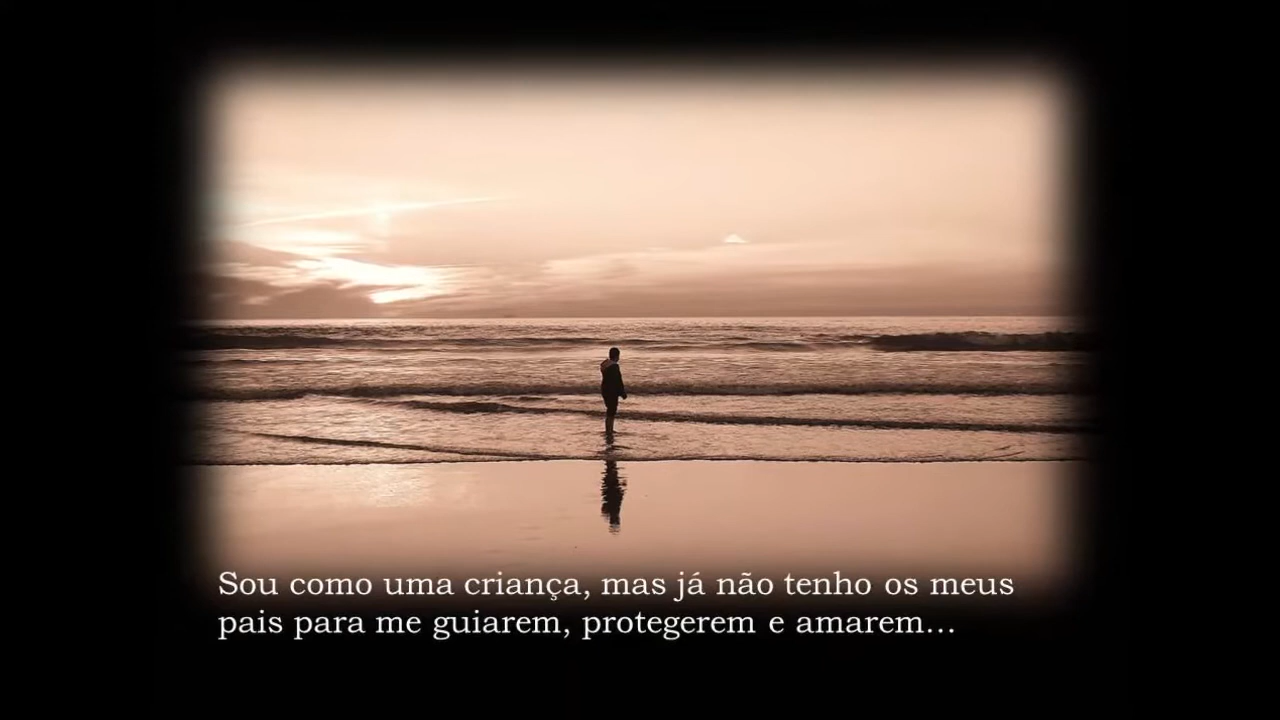 Sou como uma criança, mas já não tenho os meus
pais para me guiarem, protegerem e amarem...